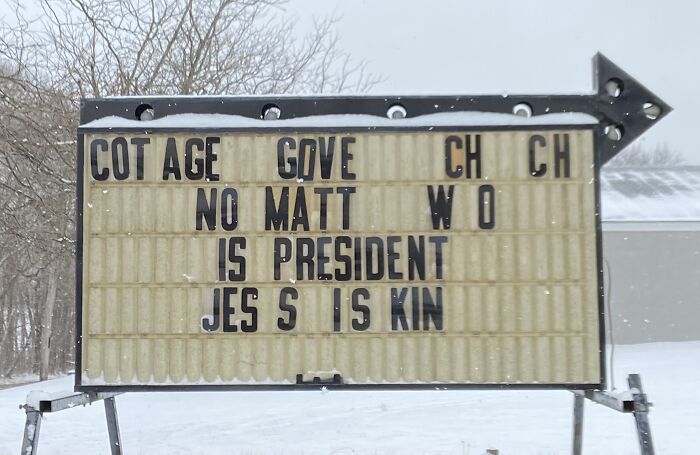 COT AGE GOVE CH CH
NO MATT W O
IS PRESIDENT
JES S IS KIN